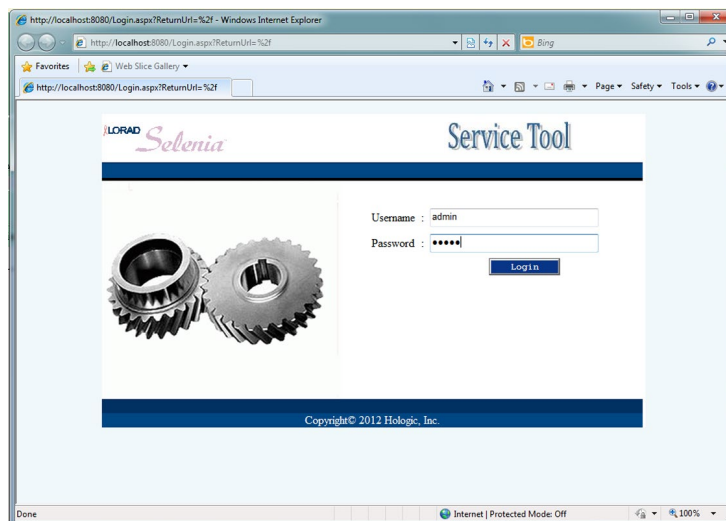 http://localhost:8080/Login.aspx?ReturnUrl=%2f - Windows Internet Explorer
http://localhost:8080/Login.aspx?ReturnUrl=%2f
Bing
Favorites
Web Slice Gallery
http://localhost:8080/Login.aspx?ReturnUrl=%2f
Page Safety Tools
LORAD Selenia Service Tool
Username : admin
Password : •••••
Login
Copyright© 2012 Hologic, Inc.
Done Internet | Protected Mode: Off 100%